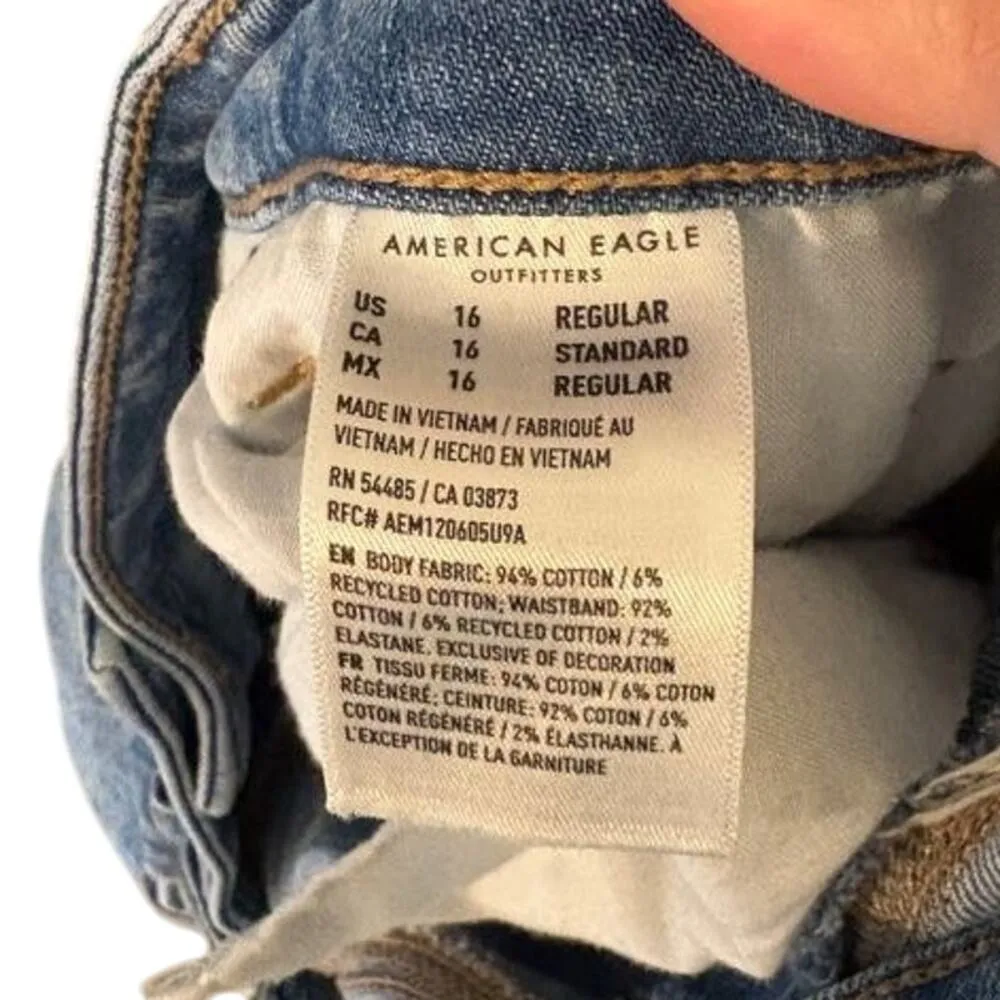 AMERICAN EAGLE
OUTFITTERS
US 16 REGULAR
CA 16 STANDARD
MX 16 REGULAR
MADE IN VIETNAM / FABRIQUÉ AU
VIETNAM / HECHO EN VIETNAM
RN 54485 / CA 03873
RFC# AEM120605U9A
EN BODY FABRIC: 94% COTTON / 6%
RECYCLED COTTON; WAISTBAND: 92%
COTTON / 6% RECYCLED COTTON / 2%
ELASTANE. EXCLUSIVE OF DECORATION
FR TISSU FERME: 94% COTON / 6% COTON
RÉGÉNÉRÉ; CEINTURE: 92% COTON / 6%
COTON RÉGÉNÉRÉ / 2% ÉLASTHANNE. À
L'EXCEPTION DE LA GARNITURE